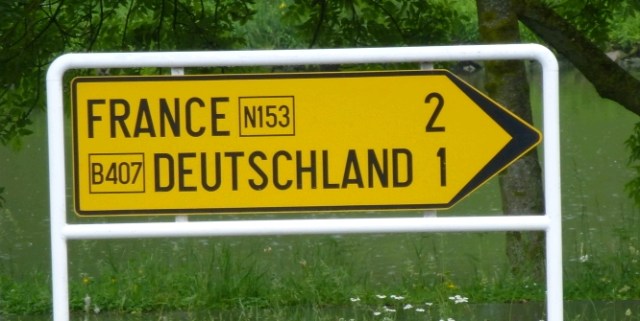 FRANCE N153 2
B407 DEUTSCHLAND 1